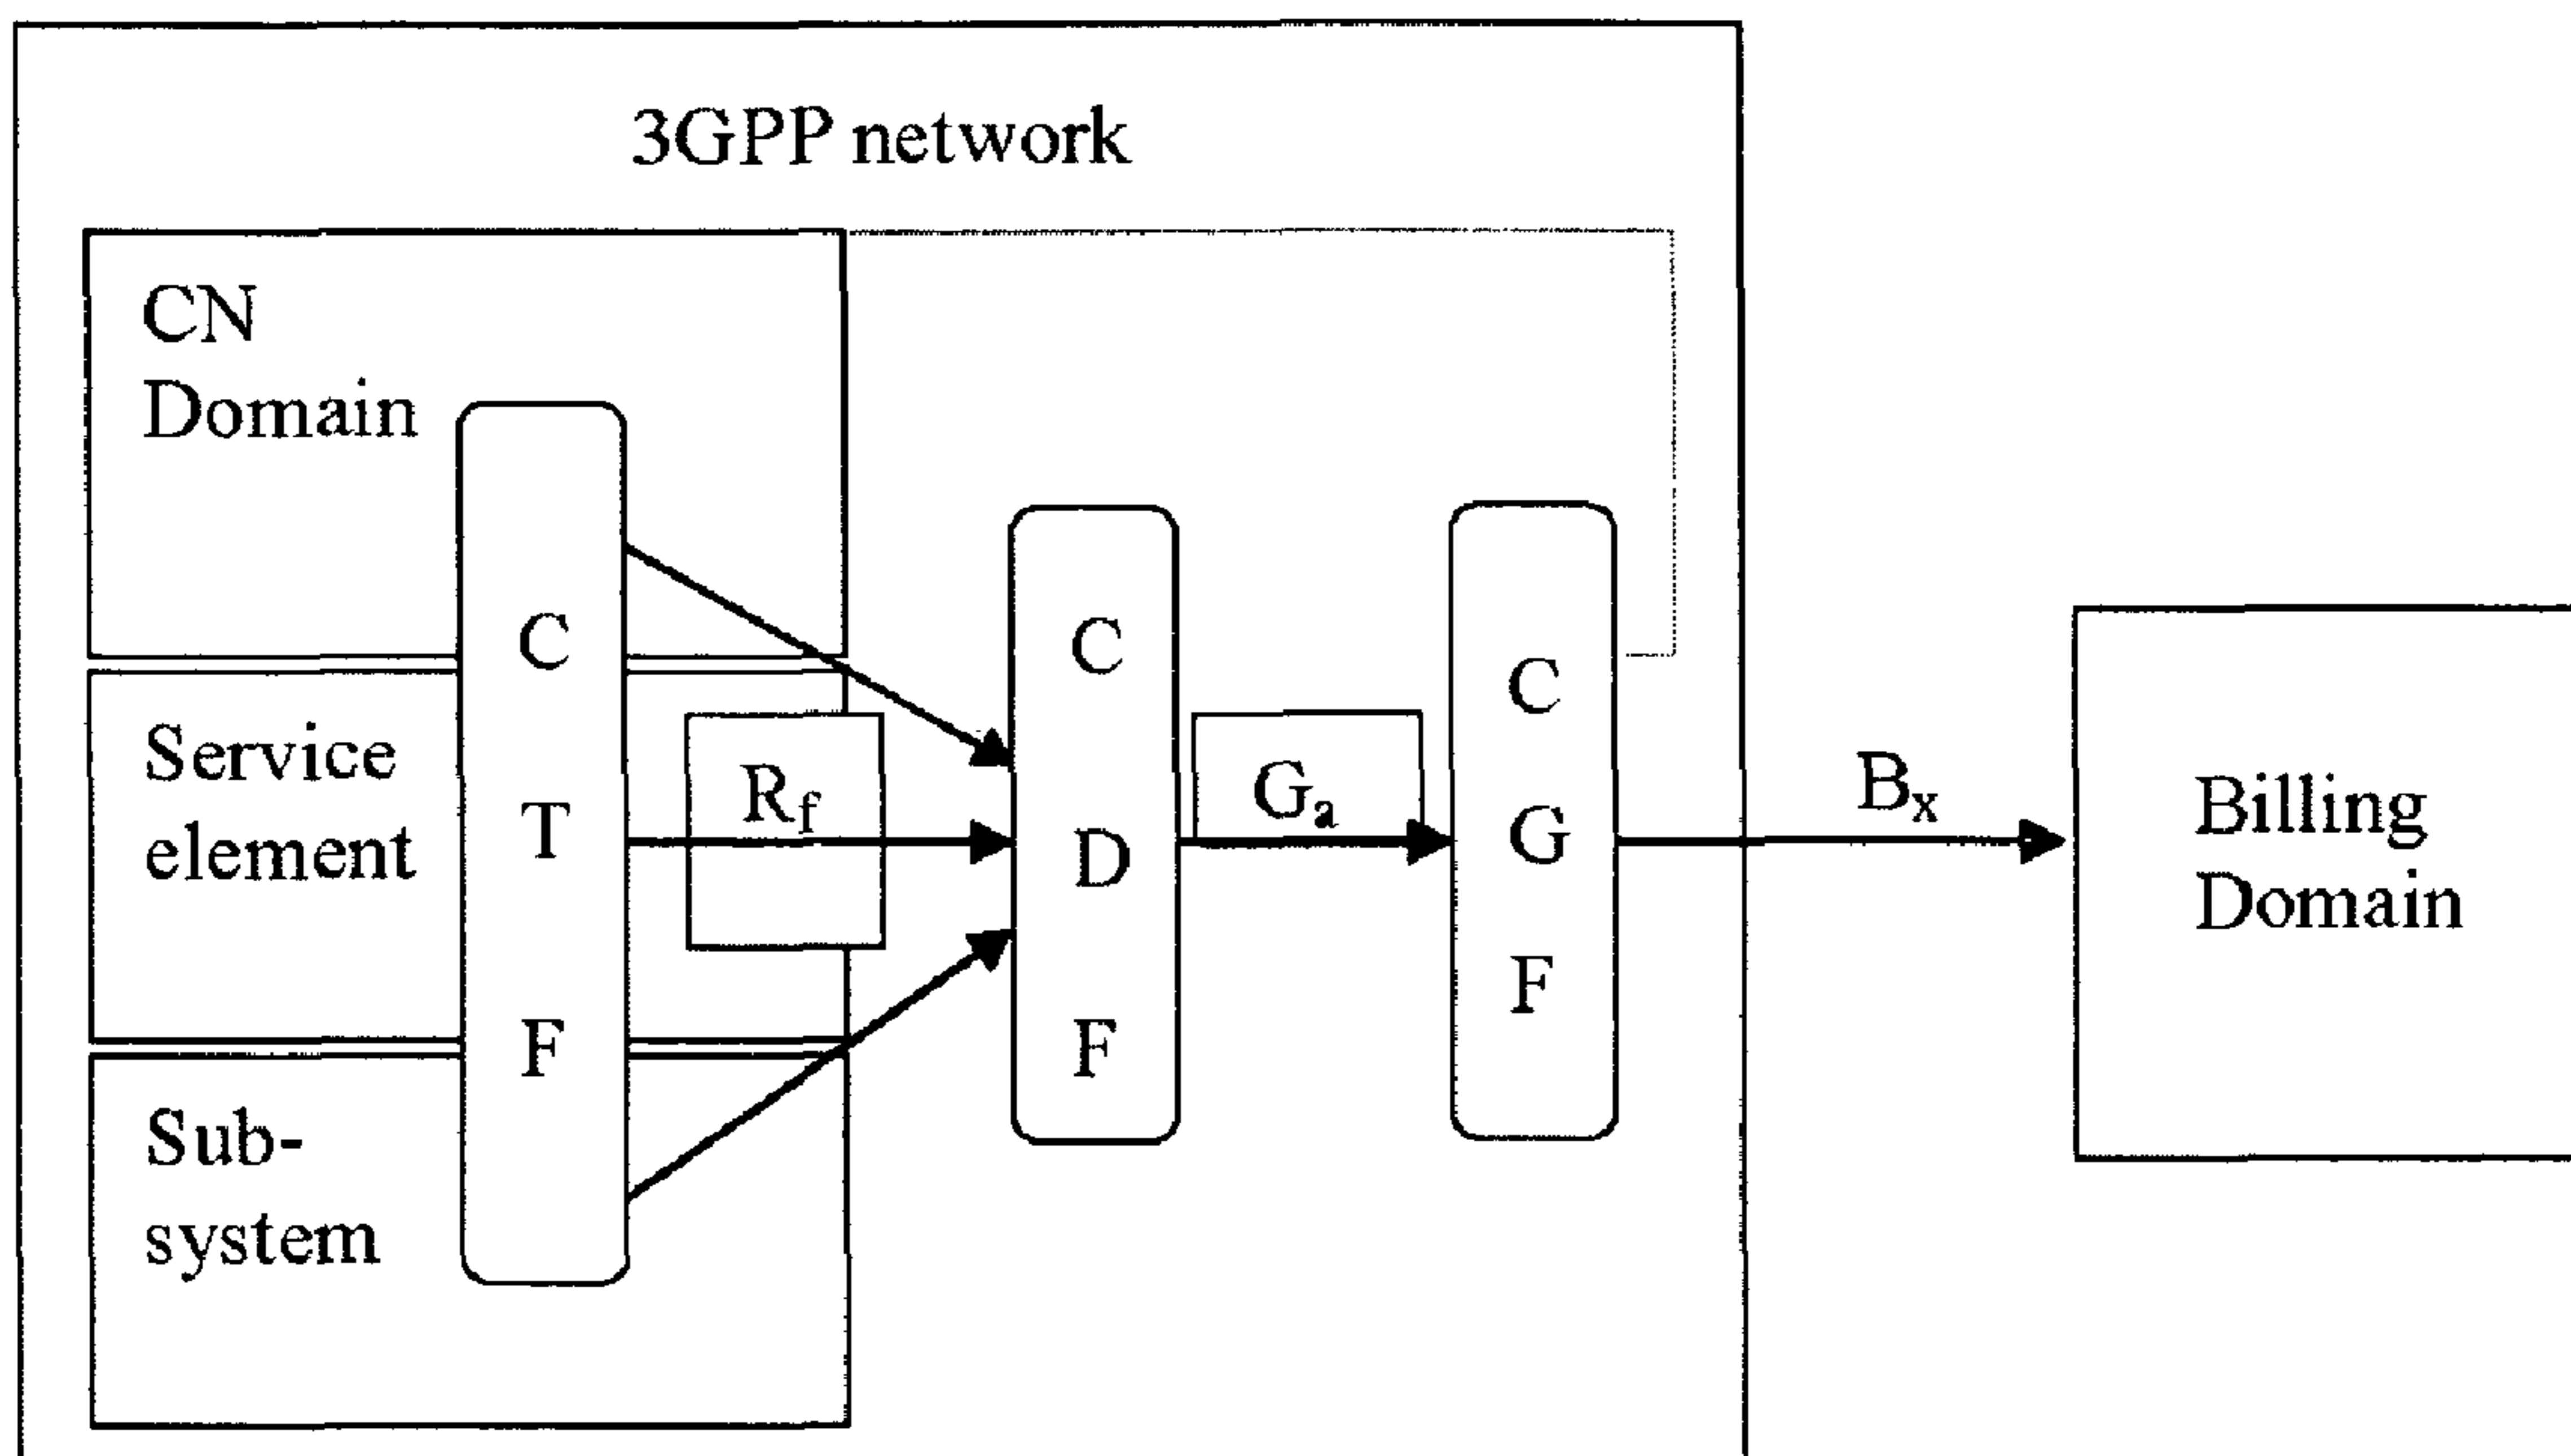 3GPP network
CN
Domain
C
T
F
Service
element
Sub-
system
Rf
C
D
F
Ga
C
G
F
Bx
Billing
Domain